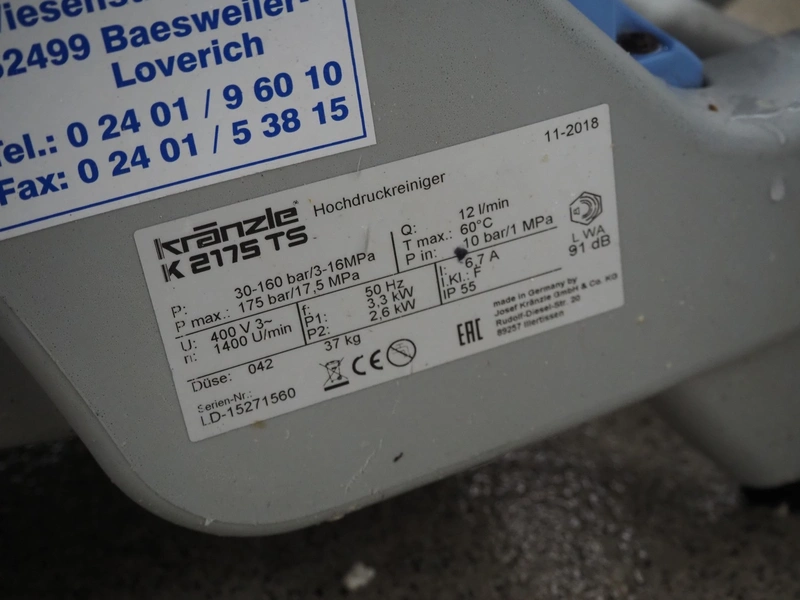 52499 Baesweiler-
Loverich
Tel.: 0 24 01 / 9 60 10
Fax: 0 24 01 / 5 38 15
11-2018
kränzle Hochdruckreiniger
K 2175 TS
P: 30-160 bar/3-16MPa
P max.: 175 bar/17,5 MPa
Q: 12 l/min
T max.: 60°C
P in: 10 bar/1 MPa
L WA
91 dB
U: 400 V 3~
n: 1400 U/min
f: 50 Hz
P1: 3,3 kW
P2: 2,6 kW
I: 6,7 A
I.Kl.: F
IP 55
Düse: 042
37 kg
CE
EAC
made in Germany by
Josef Kränzle GmbH & Co. KG
Rudolf-Diesel-Str. 20
89257 Illertissen
Serien-Nr.:
LD-15271560